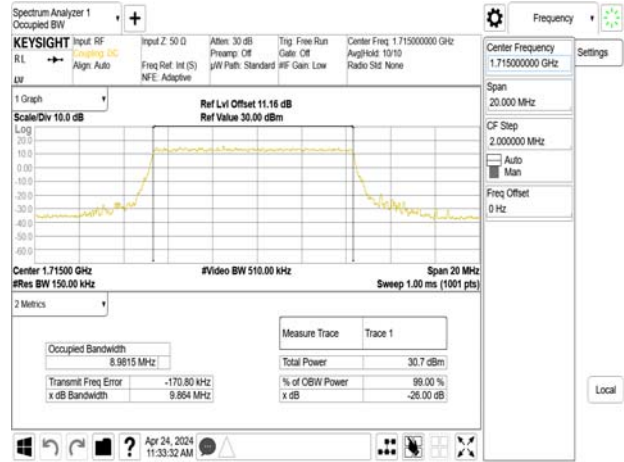 Spectrum Analyzer 1
Occupied BW
Frequency
KEYSIGHT
RL
Input: RF
Coupling: DC
Align: Auto
Input Z: 50 Ω
Freq Ref: Int (S)
NFE: Adaptive
Atten: 30 dB
Preamp: Off
µW Path: Standard
Trig: Free Run
Gate: Off
#IF Gain: Low
Center Freq: 1.715000000 GHz
Avg|Hold: 10/10
Radio Std: None
Center Frequency
1.715000000 GHz
Settings
Span
20.000 MHz
CF Step
2.000000 MHz
Auto
Man
Freq Offset
0 Hz
Local
1 Graph
Scale/Div 10.0 dB
Ref Lvl Offset 11.16 dB
Ref Value 30.00 dBm
Log
20.0
10.0
0.00
-10.0
-20.0
-30.0
-40.0
-50.0
-60.0
Center 1.71500 GHz
#Res BW 150.00 kHz
#Video BW 510.00 kHz
Span 20 MHz
Sweep 1.00 ms (1001 pts)
2 Metrics
Measure Trace Trace 1
Occupied Bandwidth
8.9815 MHz
Total Power 30.7 dBm
Transmit Freq Error -170.80 kHz
% of OBW Power 99.00 %
x dB Bandwidth 9.864 MHz
x dB -26.00 dB
Apr 24, 2024
11:33:32 AM